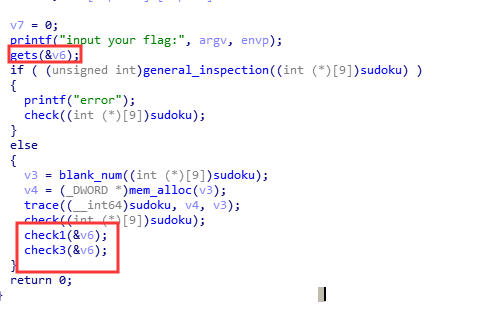 v7 = 0;
printf("input your flag:", argv, envp);
gets(&v6);
if ( (unsigned int)general_inspection((int (*)[9])sudoku) )
{
printf("error");
check((int (*)[9])sudoku);
}
else
{
v3 = blank_num((int (*)[9])sudoku);
v4 = (_DWORD *)mem_alloc(v3);
trace((__int64)sudoku, v4, v3);
check((int (*)[9])sudoku);
check1(&v6);
check3(&v6);
}
return 0;
}